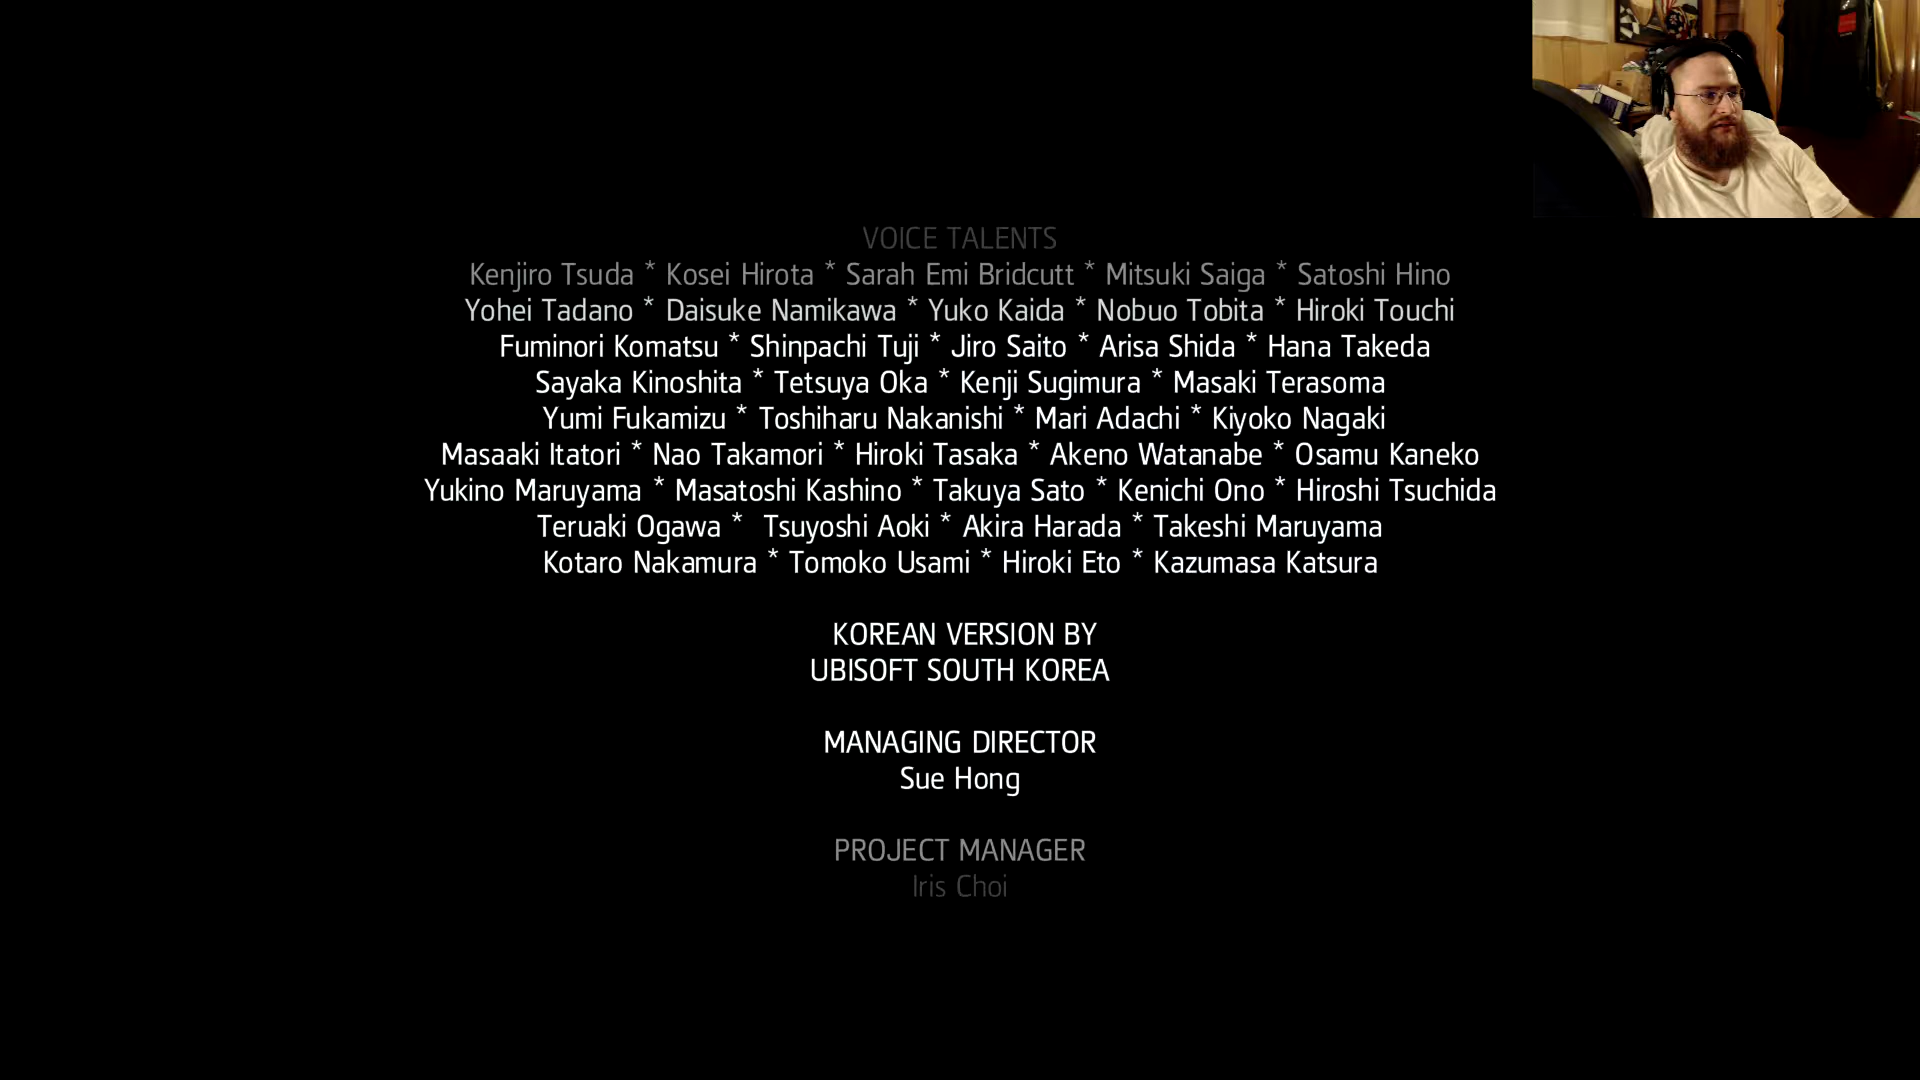 VOICE TALENTS
Kenjiro Tsuda * Kosei Hirota * Sarah Emi Bridcutt * Mitsuki Saiga * Satoshi Hino
Yohei Tadano * Daisuke Namikawa * Yuko Kaida * Nobuo Tobita * Hiroki Touchi
Fuminori Komatsu * Shinpachi Tuji * Jiro Saito * Arisa Shida * Hana Takeda
Sayaka Kinoshita * Tetsuya Oka * Kenji Sugimura * Masaki Terasoma
Yumi Fukamizu * Toshiharu Nakanishi * Mari Adachi * Kiyoko Nagaki
Masaaki Itatori * Nao Takamori * Hiroki Tasaka * Akeno Watanabe * Osamu Kaneko
Yukino Maruyama * Masatoshi Kashino * Takuya Sato * Kenichi Ono * Hiroshi Tsuchida
Teruaki Ogawa * Tsuyoshi Aoki * Akira Harada * Takeshi Maruyama
Kotaro Nakamura * Tomoko Usami * Hiroki Eto * Kazumasa Katsura
KOREAN VERSION BY
UBISOFT SOUTH KOREA
MANAGING DIRECTOR
Sue Hong
PROJECT MANAGER
Iris Choi